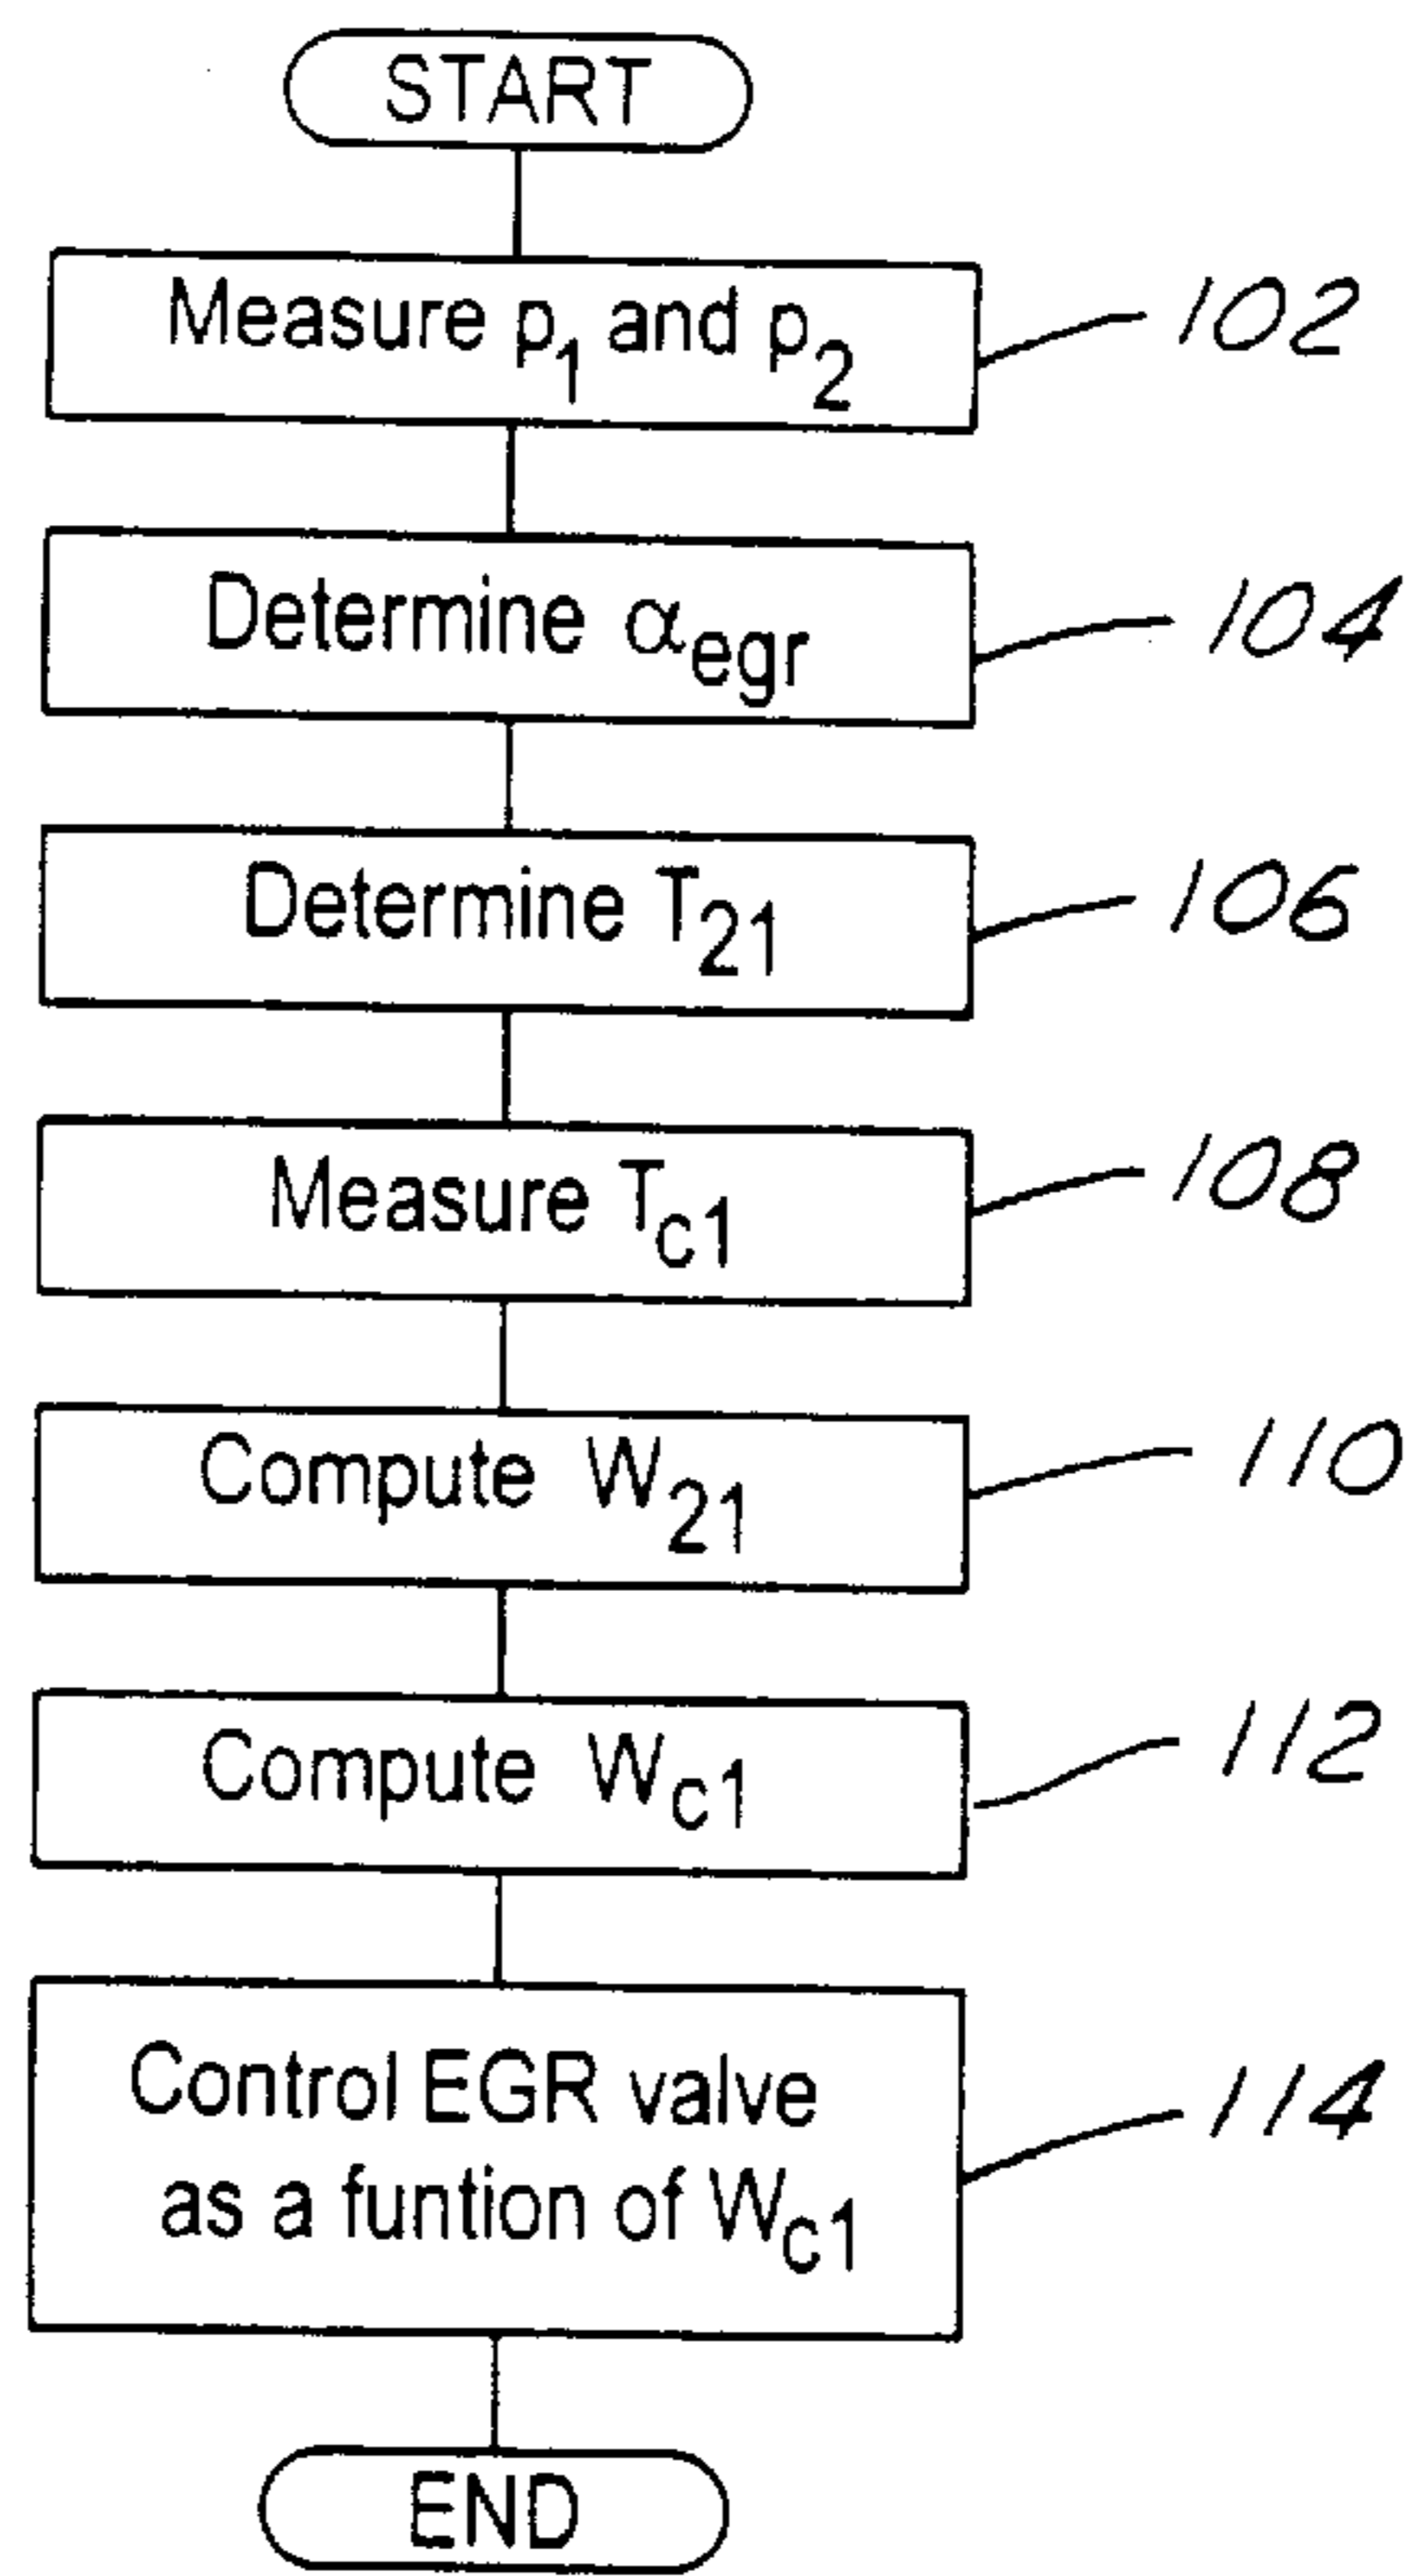 START
Measure p1 and p2
102
Determine αegr
104
Determine T21
106
Measure Tc1
108
Compute W21
110
Compute Wc1
112
Control EGR valve
as a funtion of Wc1
114
END